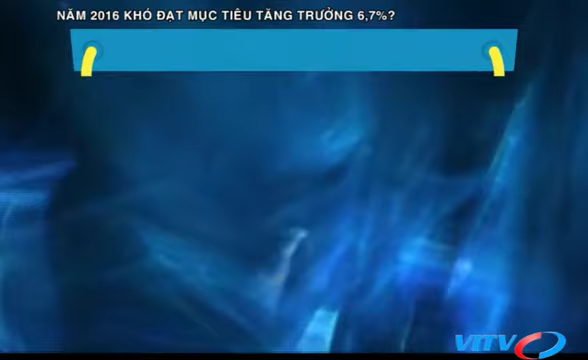 NĂM 2016 KHÓ ĐẠT MỤC TIÊU TĂNG TRƯỞNG 6,7%?
VITV